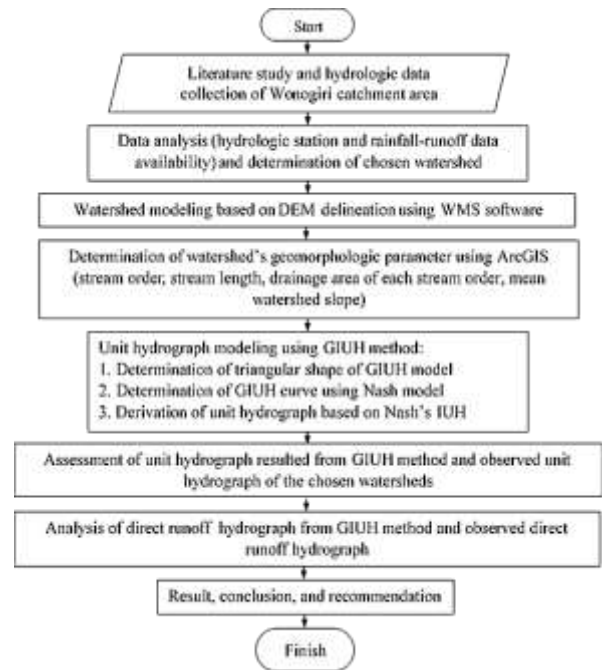 Start
Literature study and hydrologic data
collection of Wonogiri catchment area
Data analysis (hydrologic station and rainfall-runoff data
availability) and determination of chosen watershed
Watershed modeling based on DEM delineation using WMS software
Determination of watershed's geomorphologic parameter using ArcGIS
(stream order, stream length, drainage area of each stream order, mean
watershed slope)
Unit hydrograph modeling using GIUH method:
1. Determination of triangular shape of GIUH model
2. Determination of GIUH curve using Nash model
3. Derivation of unit hydrograph based on Nash's IUH
Assessment of unit hydrograph resulted from GIUH method and observed unit
hydrograph of the chosen watersheds
Analysis of direct runoff hydrograph from GIUH method and observed direct
runoff hydrograph
Result, conclusion, and recommendation
Finish